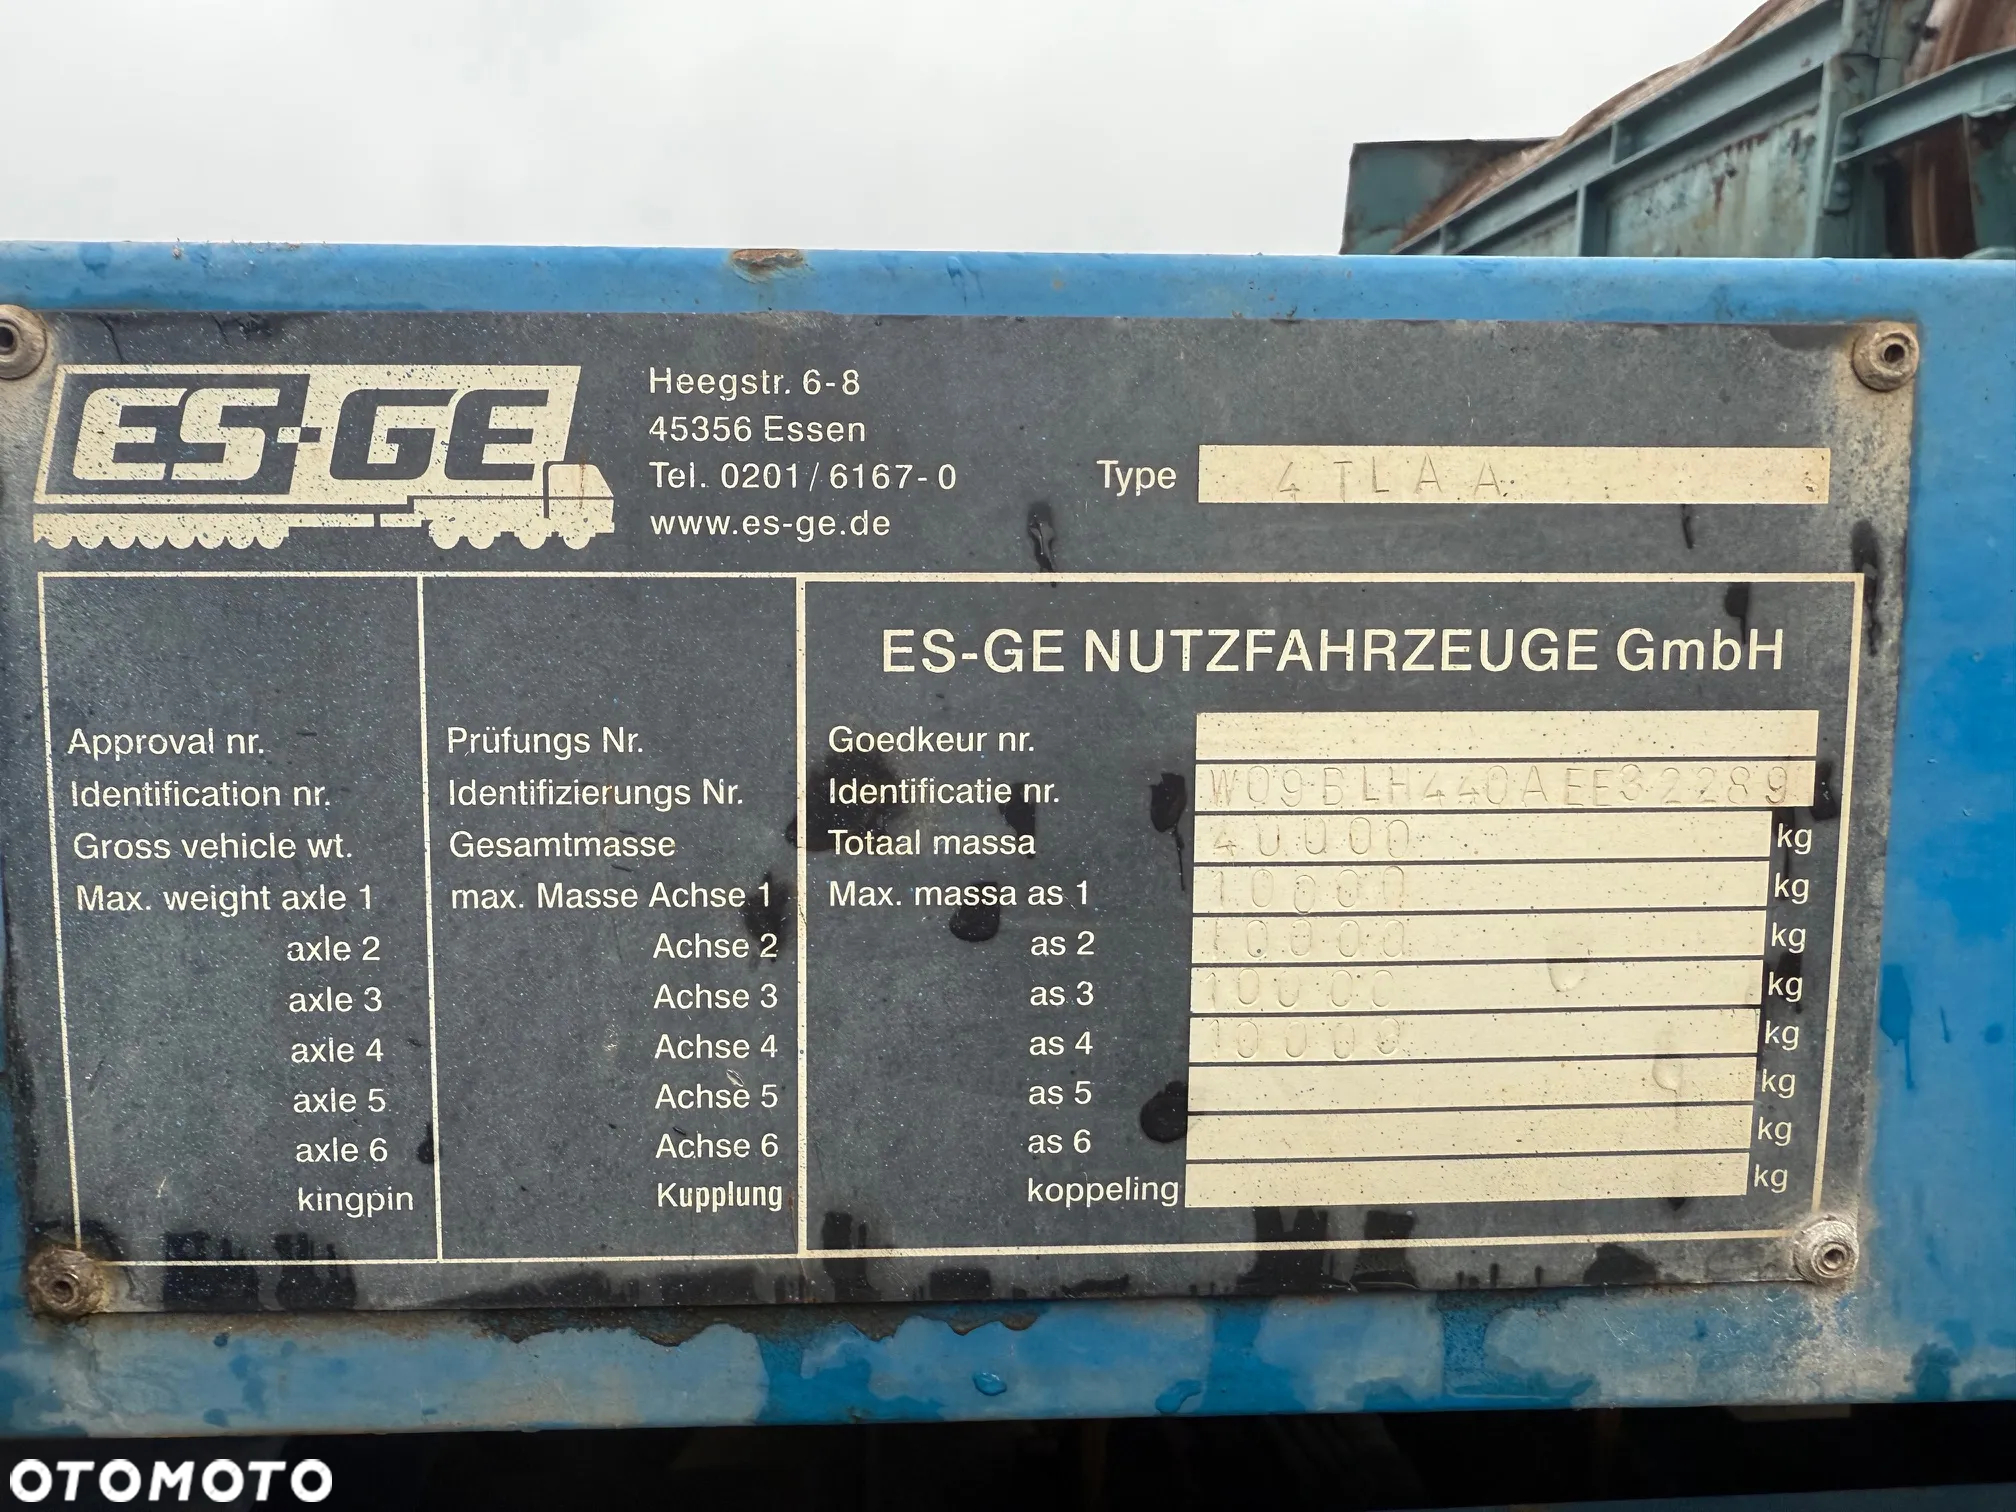 ES-GE
Heegstr. 6-8
45356 Essen
Tel. 0201/6167-0
www.es-ge.de
Type 4 TLAA
ES-GE NUTZFAHRZEUGE GmbH
Approval nr. Prüfungs Nr. Goedkeur nr.
Identification nr. Identifizierungs Nr. Identificatie nr. W09BLH440AEE32289
Gross vehicle wt. Gesamtmasse Totaal massa 40000 kg
Max. weight axle 1 max. Masse Achse 1 Max. massa as 1 10000 kg
axle 2 Achse 2 as 2 10000 kg
axle 3 Achse 3 as 3 10000 kg
axle 4 Achse 4 as 4 10000 kg
axle 5 Achse 5 as 5 kg
axle 6 Achse 6 as 6 kg
kingpin Kupplung koppeling kg
OTOMOTO